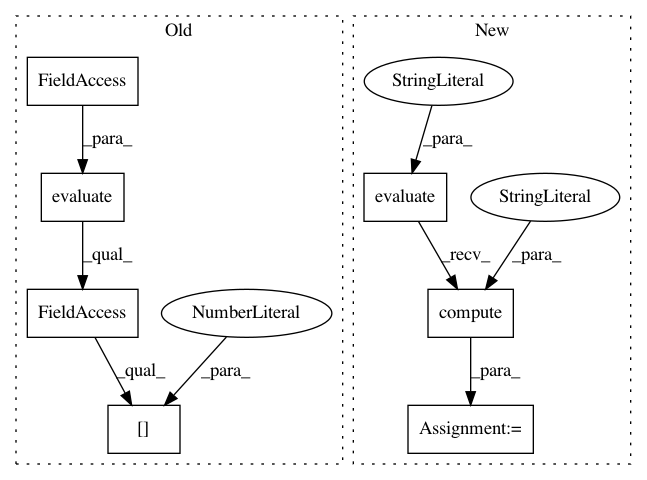 Old
New
FieldAccess
StringLiteral
_para_
_para_
evaluate
evaluate
StringLiteral
_qual_
_recv_
_para_
FieldAccess
NumberLiteral
compute
_qual_
_para_
_para_
[]
Assignment:=